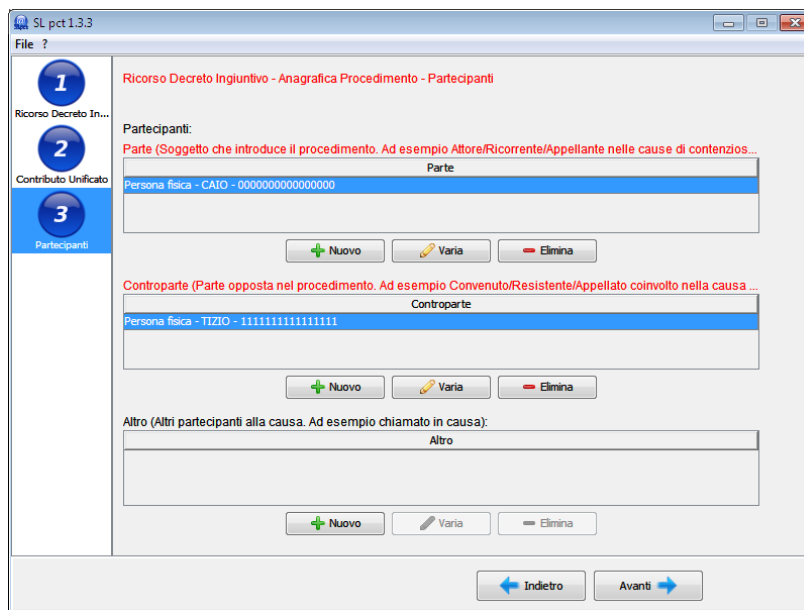 SL pct 1.3.3
File ?
1
Ricorso Decreto In...
2
Contributo Unificato
3
Partecipanti
Ricorso Decreto Ingiuntivo - Anagrafica Procedimento - Partecipanti
Partecipanti:
Parte (Soggetto che introduce il procedimento. Ad esempio Attore/Ricorrente/Appellante nelle cause di contenzios...
Parte
Persona fisica - CAIO - 0000000000000000
Nuovo Varia Elimina
Controparte (Parte opposta nel procedimento. Ad esempio Convenuto/Resistente/Appellato coinvolto nella causa ...
Controparte
Persona fisica - TIZIO - 1111111111111111
Nuovo Varia Elimina
Altro (Altri partecipanti alla causa. Ad esempio chiamato in causa):
Altro
Nuovo Varia Elimina
Indietro Avanti